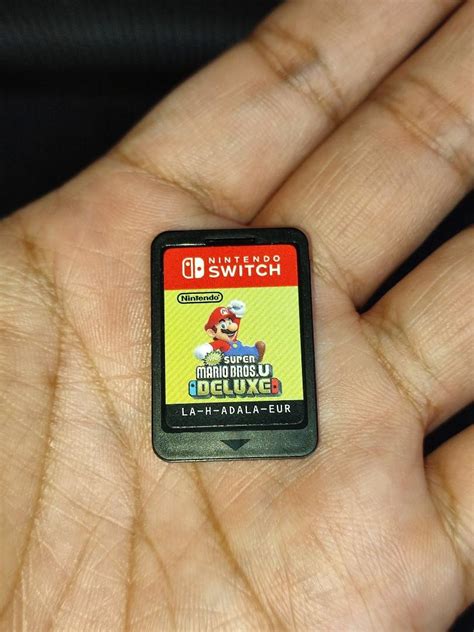 NINTENDO
SWITCH
Nintendo
NEW
SUPER
MARIO BROS. U
DELUXE
LA-H-ADALA-EUR